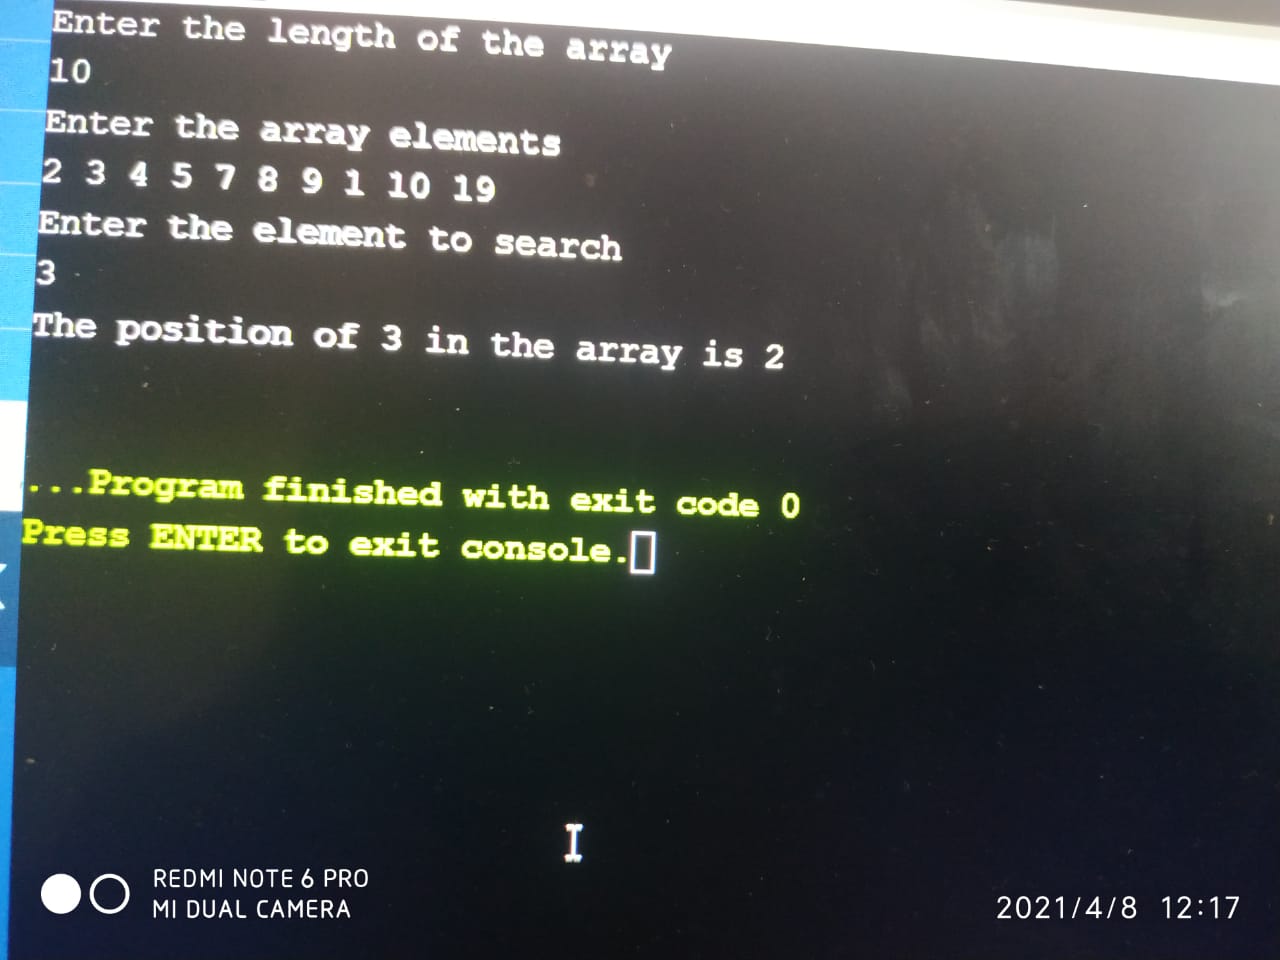 Enter the length of the array
10
Enter the array elements
2 3 4 5 7 8 9 1 10 19
Enter the element to search
3
The position of 3 in the array is 2
...Program finished with exit code 0
Press ENTER to exit console.
REDMI NOTE 6 PRO
MI DUAL CAMERA
2021/4/8 12:17